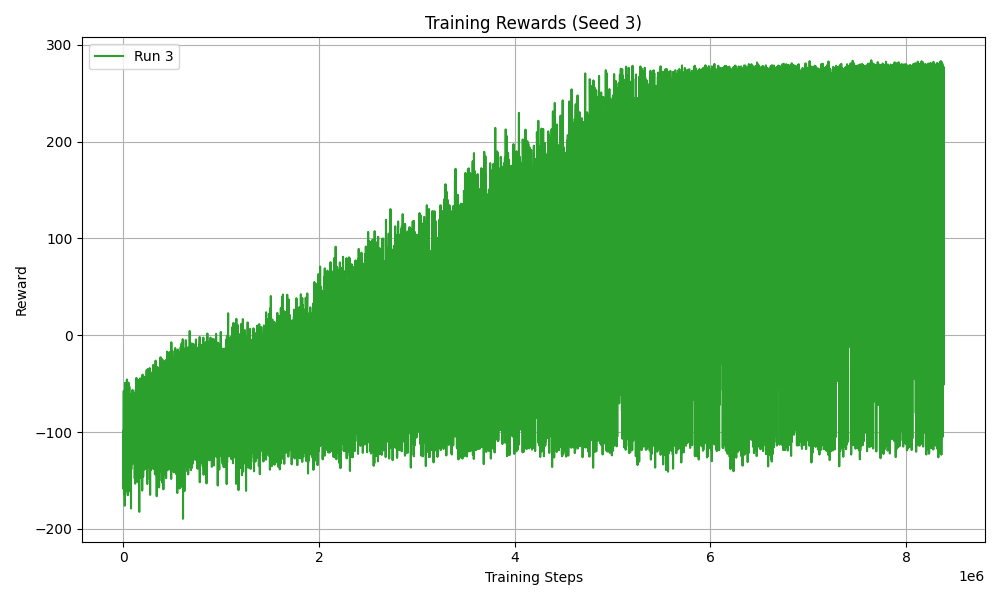 Training Rewards (Seed 3)
Run 3
300
200
100
0
−100
−200
Reward
0 2 4 6 8
1e6
Training Steps